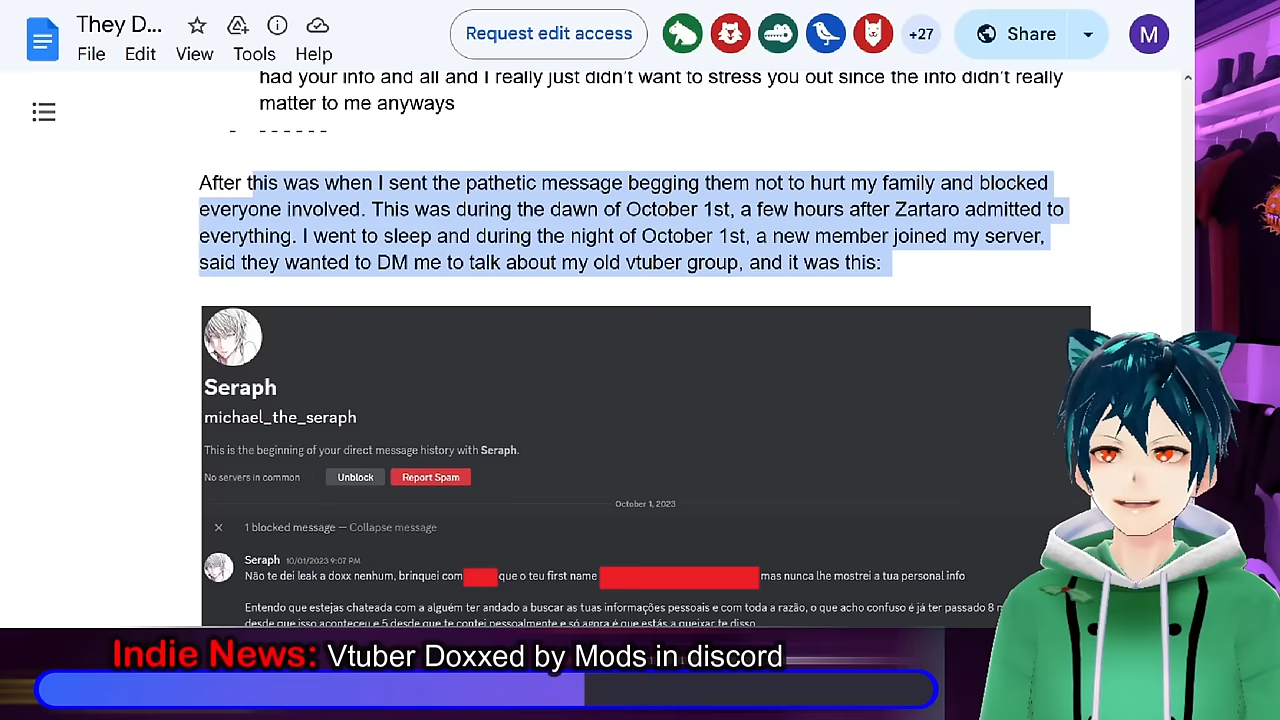 They D...
Request edit access
+27
Share
M
File Edit View Tools Help
had your info and all and I really just didn't want to stress you out since the info didn't really
matter to me anyways
- - - - - - -
After this was when I sent the pathetic message begging them not to hurt my family and blocked
everyone involved. This was during the dawn of October 1st, a few hours after Zartaro admitted to
everything. I went to sleep and during the night of October 1st, a new member joined my server,
said they wanted to DM me to talk about my old vtuber group, and it was this:
Seraph
michael_the_seraph
This is the beginning of your direct message history with Seraph.
No servers in common Unblock Report Spam
October 1, 2023
1 blocked message — Collapse message
Seraph 10/01/2023 9:07 PM
Não te dei leak a doxx nenhum, brinquei com que o teu first name mas nunca lhe mostrei a tua personal info
Entendo que estejas chateada com a alguém ter andado a buscar as tuas informações pessoais e com toda a razão, o que acho confuso é já ter passado 8 m
desde que isso aconteceu e 5 desde que te contei pessoalmente e só agora é que estás a queixar te disso
Indie News: Vtuber Doxxed by Mods in discord